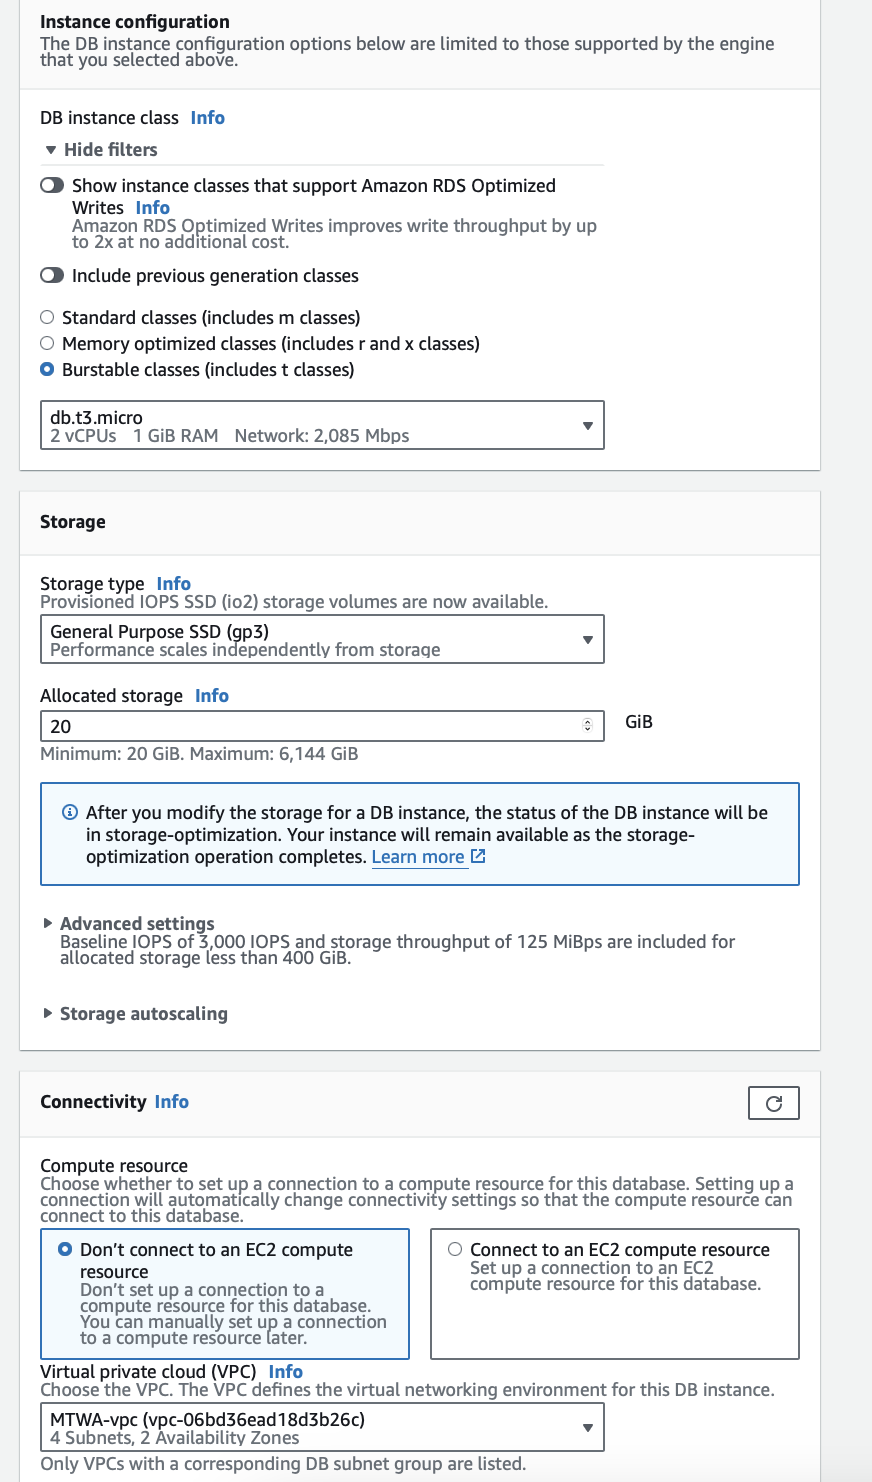 Instance configuration
The DB instance configuration options below are limited to those supported by the engine
that you selected above.
DB instance class Info
Hide filters
Show instance classes that support Amazon RDS Optimized
Writes Info
Amazon RDS Optimized Writes improves write throughput by up
to 2x at no additional cost.
Include previous generation classes
Standard classes (includes m classes)
Memory optimized classes (includes r and x classes)
Burstable classes (includes t classes)
db.t3.micro
2 vCPUs 1 GiB RAM Network: 2,085 Mbps
Storage
Storage type Info
Provisioned IOPS SSD (io2) storage volumes are now available.
General Purpose SSD (gp3)
Performance scales independently from storage
Allocated storage Info
20 GiB
Minimum: 20 GiB. Maximum: 6,144 GiB
After you modify the storage for a DB instance, the status of the DB instance will be
in storage-optimization. Your instance will remain available as the storage-
optimization operation completes. Learn more
Advanced settings
Baseline IOPS of 3,000 IOPS and storage throughput of 125 MiBps are included for
allocated storage less than 400 GiB.
Storage autoscaling
Connectivity Info
Compute resource
Choose whether to set up a connection to a compute resource for this database. Setting up a
connection will automatically change connectivity settings so that the compute resource can
connect to this database.
Don't connect to an EC2 compute
resource
Don't set up a connection to a
compute resource for this database.
You can manually set up a connection
to a compute resource later.
Connect to an EC2 compute resource
Set up a connection to an EC2
compute resource for this database.
Virtual private cloud (VPC) Info
Choose the VPC. The VPC defines the virtual networking environment for this DB instance.
MTWA-vpc (vpc-06bd36ead18d3b26c)
4 Subnets, 2 Availability Zones
Only VPCs with a corresponding DB subnet group are listed.